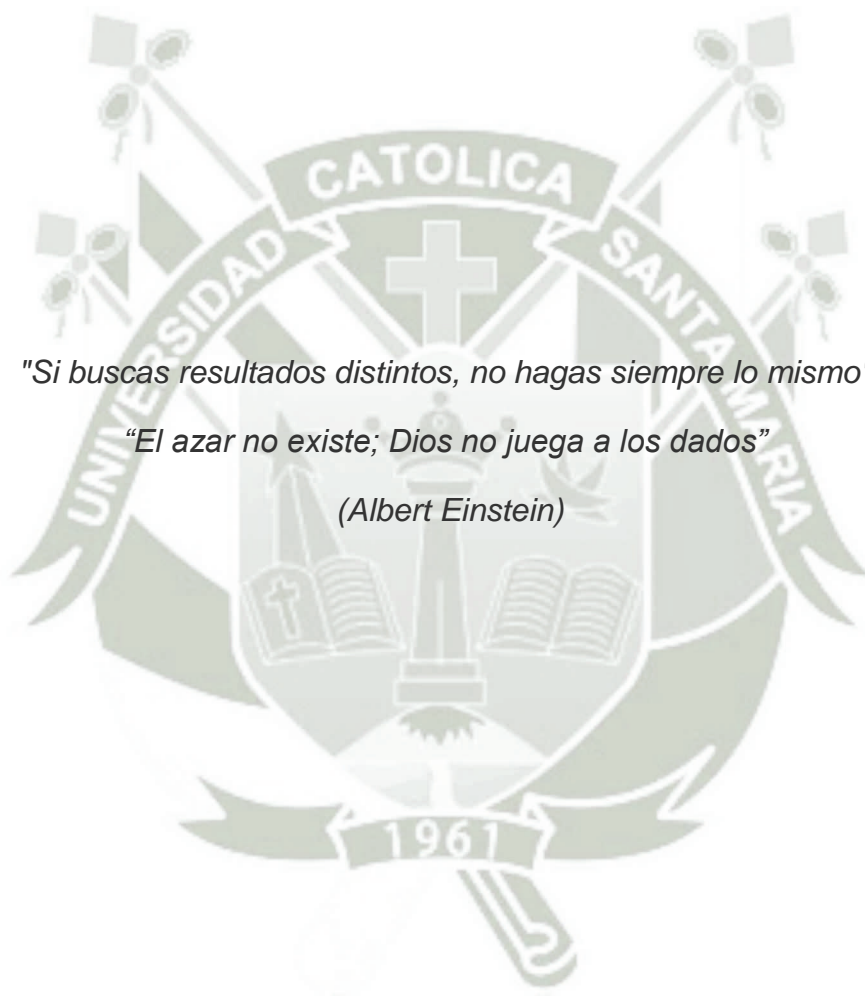 UNIVERSIDAD CATOLICA SANTA MARIA
"Si buscas resultados distintos, no hagas siempre lo mismo"
“El azar no existe; Dios no juega a los dados”
(Albert Einstein)
1961